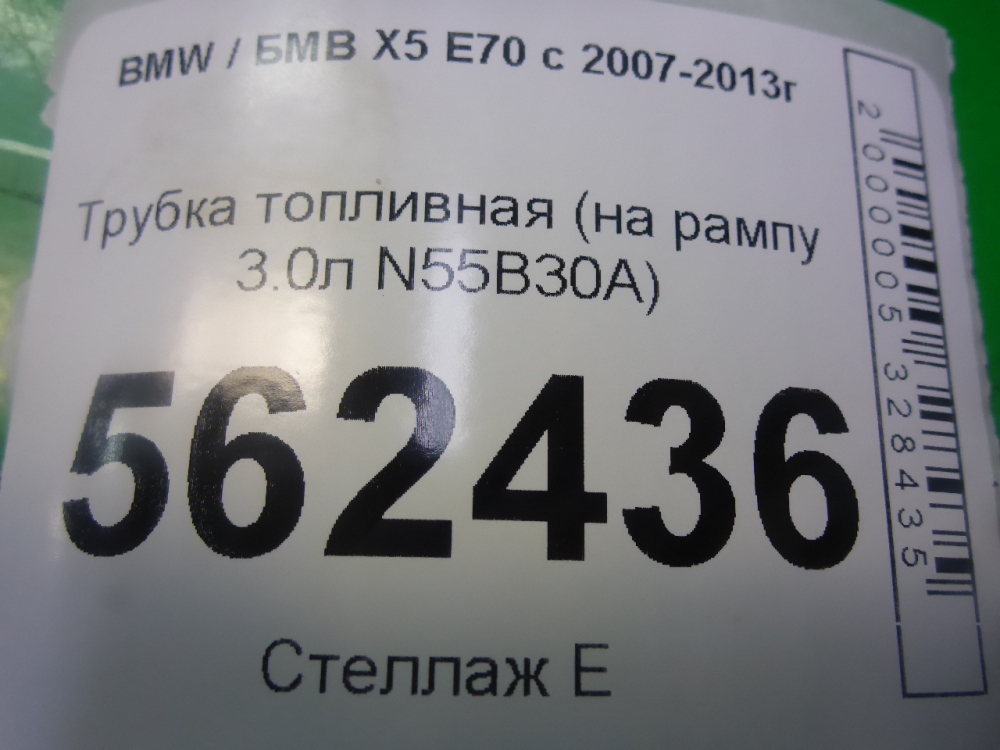 BMW / БМВ X5 E70 с 2007-2013г
Трубка топливная (на рампу
3.0л N55B30A)
562436
Стеллаж Е
2000005328435